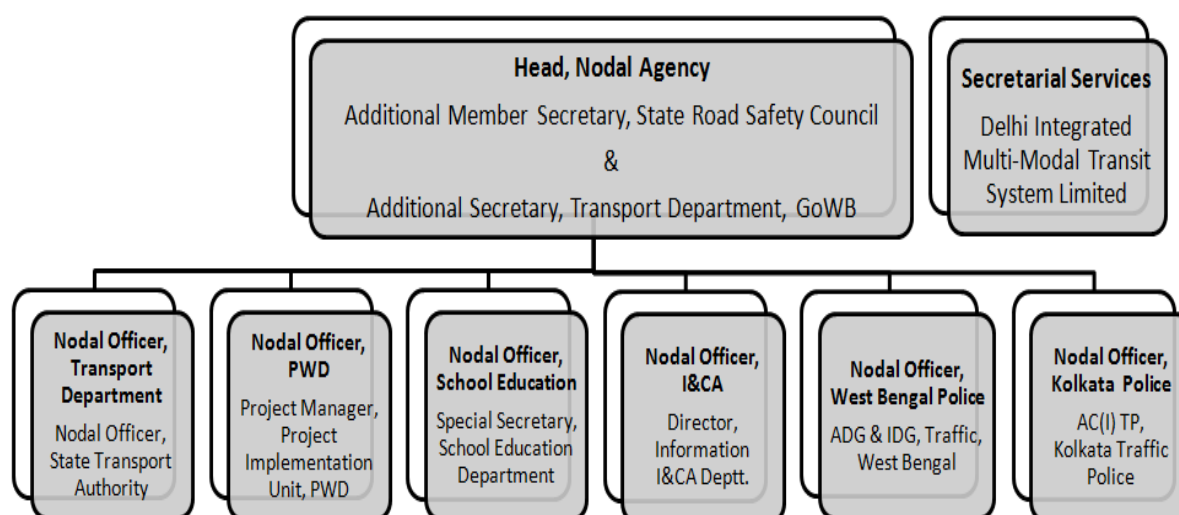 Head, Nodal Agency
Additional Member Secretary, State Road Safety Council
&
Additional Secretary, Transport Department, GoWB
Secretarial Services
Delhi Integrated
Multi-Modal Transit
System Limited
Nodal Officer,
Transport
Department
Nodal Officer,
State Transport
Authority
Nodal Officer,
PWD
Project Manager,
Project
Implementation
Unit, PWD
Nodal Officer,
School Education
Special Secretary,
School Education
Department
Nodal Officer,
I&CA
Director,
Information
I&CA Deptt.
Nodal Officer,
West Bengal Police
ADG & IDG, Traffic,
West Bengal
Nodal Officer,
Kolkata Police
AC(I) TP,
Kolkata Traffic
Police